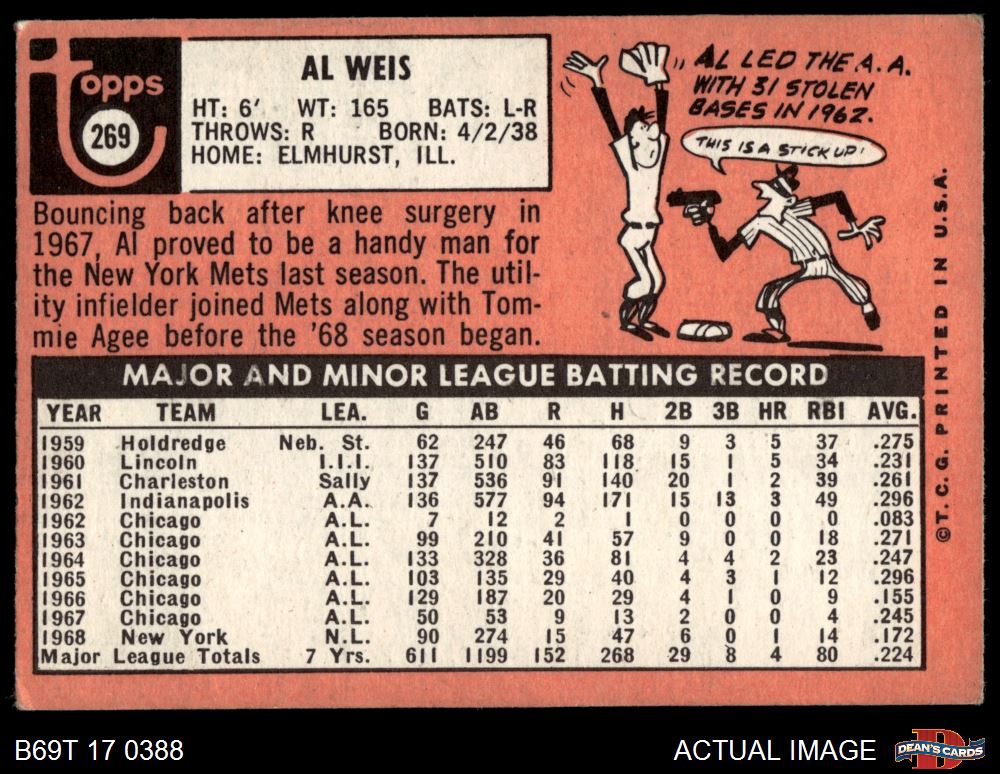 Topps
269
AL WEIS
HT: 6' WT: 165 BATS: L-R
THROWS: R BORN: 4/2/38
HOME: ELMHURST, ILL.
AL LED THE A.A.
WITH 31 STOLEN
BASES IN 1962.
THIS IS A STICK UP!
Bouncing back after knee surgery in
1967, Al proved to be a handy man for
the New York Mets last season. The util-
ity infielder joined Mets along with Tom-
mie Agee before the '68 season began.
MAJOR AND MINOR LEAGUE BATTING RECORD
YEAR TEAM LEA. G AB R H 2B 3B HR RBI AVG.
1959 Holdredge Neb. St. 62 247 46 68 9 3 5 37 .275
1960 Lincoln I.I.I. 137 510 83 118 15 1 5 34 .231
1961 Charleston Sally 137 536 91 140 20 1 2 39 .261
1962 Indianapolis A.A. 136 577 94 171 15 13 3 49 .296
1962 Chicago A.L. 7 12 2 1 0 0 0 0 .083
1963 Chicago A.L. 99 210 41 57 9 0 0 18 .271
1964 Chicago A.L. 133 328 36 81 4 4 2 23 .247
1965 Chicago A.L. 103 135 29 40 4 3 1 12 .296
1966 Chicago A.L. 129 187 20 29 4 1 0 9 .155
1967 Chicago A.L. 50 53 9 13 2 0 0 4 .245
1968 New York N.L. 90 274 15 47 6 0 1 14 .172
Major League Totals 7 Yrs. 611 1199 152 268 29 8 4 80 .224
©T.C.G. PRINTED IN U.S.A.
B69T 17 0388
ACTUAL IMAGE
D
DEAN'S CARDS